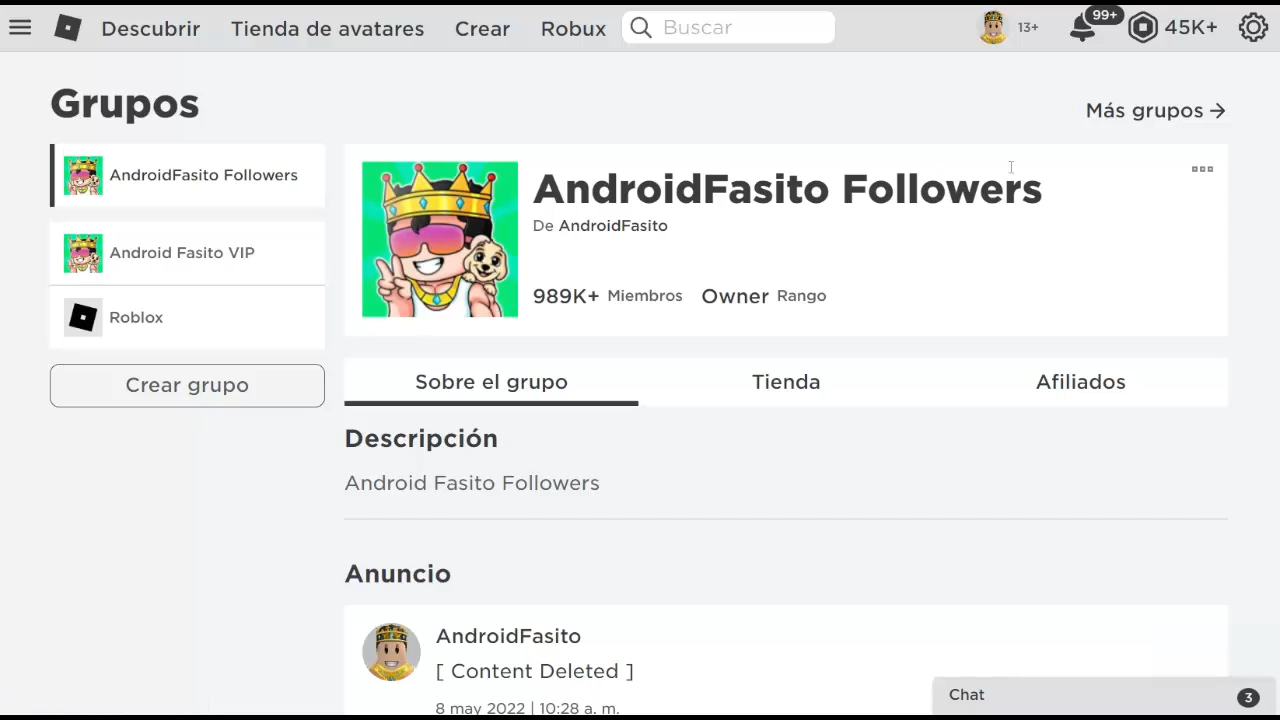 Descubrir Tienda de avatares Crear Robux Buscar 13+ 99+ 45K+
Grupos
Más grupos →
AndroidFasito Followers
Android Fasito VIP
Roblox
Crear grupo
AndroidFasito Followers
De AndroidFasito
989K+ Miembros Owner Rango
Sobre el grupo Tienda Afiliados
Descripción
Android Fasito Followers
Anuncio
AndroidFasito
[ Content Deleted ]
8 may 2022 | 10:28 a. m.
Chat 3